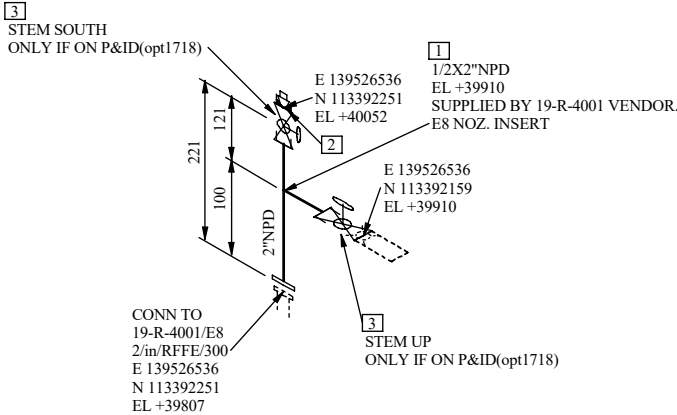 3
STEM SOUTH
ONLY IF ON P&ID(opt1718)
1
1/2X2"NPD
EL +39910
SUPPLIED BY 19-R-4001 VENDOR.
E8 NOZ. INSERT
E 139526536
N 113392251
EL +40052
2
E 139526536
N 113392159
EL +39910
121
221
100
2"NPD
CONN TO
19-R-4001/E8
2/in/RFFE/300
E 139526536
N 113392251
EL +39807
3
STEM UP
ONLY IF ON P&ID(opt1718)